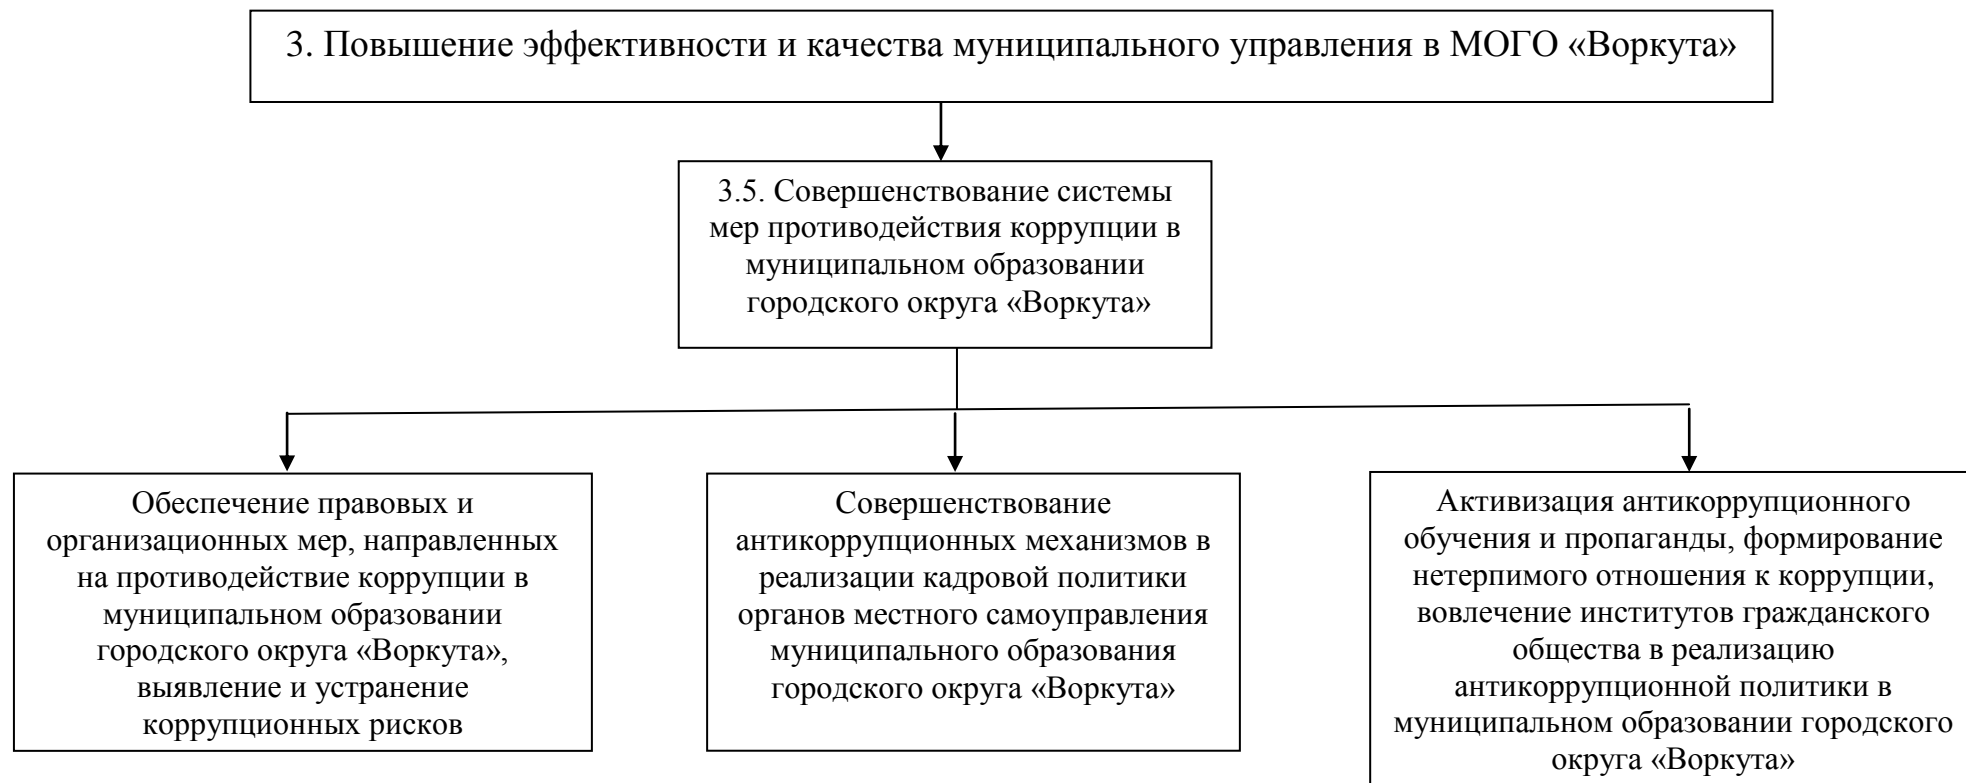 3. Повышение эффективности и качества муниципального управления в МОГО «Воркута»
3.5. Совершенствование системы
мер противодействия коррупции в
муниципальном образовании
городского округа «Воркута»
Обеспечение правовых и
организационных мер, направленных
на противодействие коррупции в
муниципальном образовании
городского округа «Воркута»,
выявление и устранение
коррупционных рисков
Совершенствование
антикоррупционных механизмов в
реализации кадровой политики
органов местного самоуправления
муниципального образования
городского округа «Воркута»
Активизация антикоррупционного
обучения и пропаганды, формирование
нетерпимого отношения к коррупции,
вовлечение институтов гражданского
общества в реализацию
антикоррупционной политики в
муниципальном образовании городского
округа «Воркута»